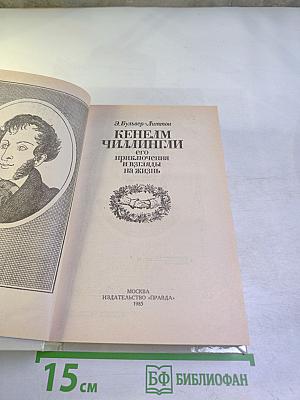 Э. Бульвер-Литтон
КЕНЕЛМ
ЧИЛЛИНГЛИ
его
приключения
и взгляды
на жизнь
МОСКВА
ИЗДАТЕЛЬСТВО «ПРАВДА»
1985
15 см
БФ БИБЛИОФАН